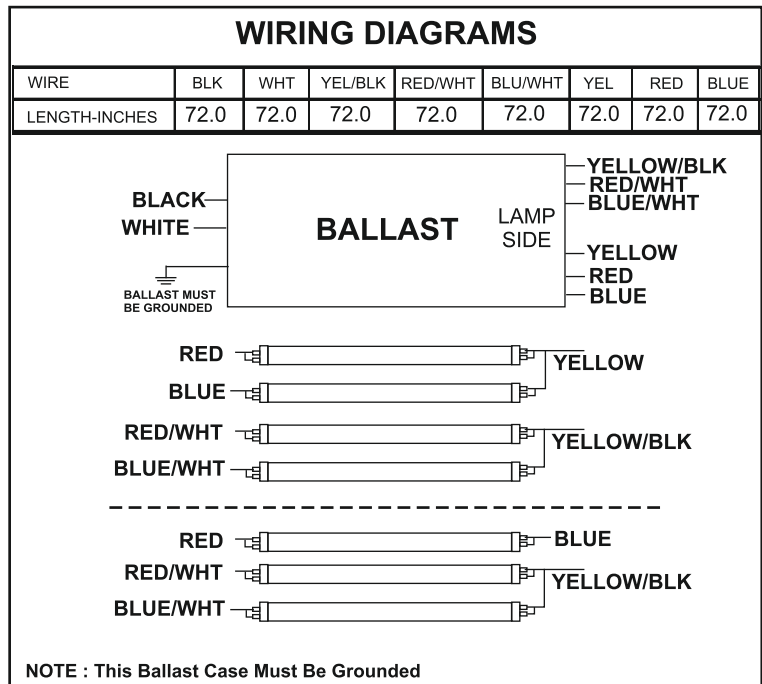 WIRING DIAGRAMS
WIRE BLK WHT YEL/BLK RED/WHT BLU/WHT YEL RED BLUE
LENGTH-INCHES 72.0 72.0 72.0 72.0 72.0 72.0 72.0 72.0
BLACK
WHITE
BALLAST MUST
BE GROUNDED
BALLAST
LAMP
SIDE
YELLOW/BLK
RED/WHT
BLUE/WHT
YELLOW
RED
BLUE
RED
YELLOW
BLUE
RED/WHT
YELLOW/BLK
BLUE/WHT
RED
BLUE
RED/WHT
YELLOW/BLK
BLUE/WHT
NOTE : This Ballast Case Must Be Grounded